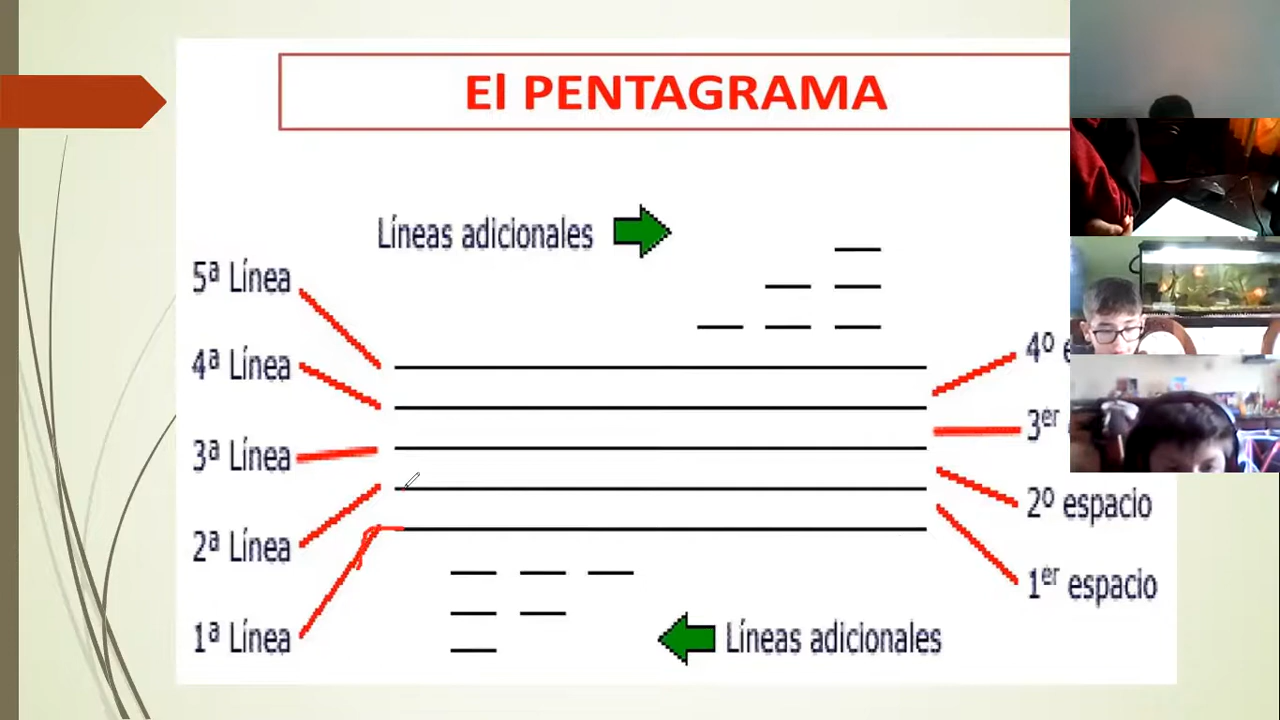 El PENTAGRAMA
Líneas adicionales
5ª Línea
4ª Línea
3ª Línea
2ª Línea
1ª Línea
4º
3er
2º espacio
1er espacio
Líneas adicionales